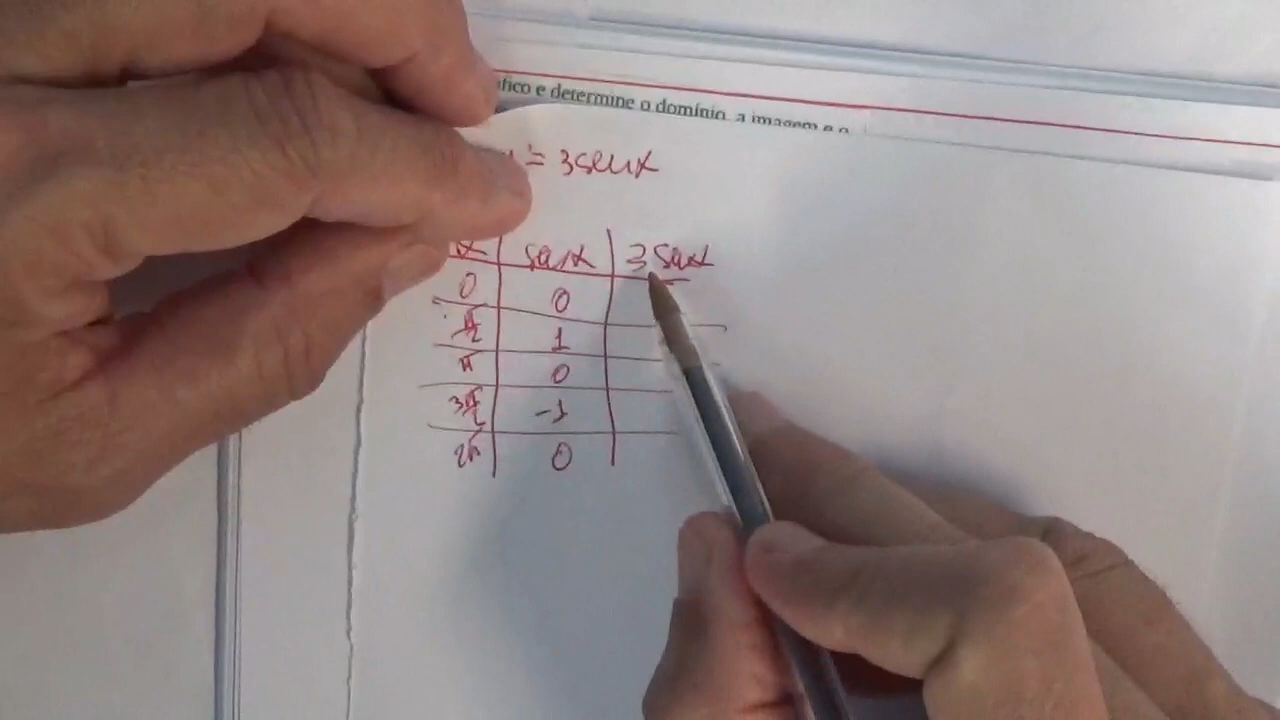 fico e determine o domínio, a imagem e o
= 3senx
x senx 3senx
0 0
π/2 1
π 0
3π/2 -1
2π 0